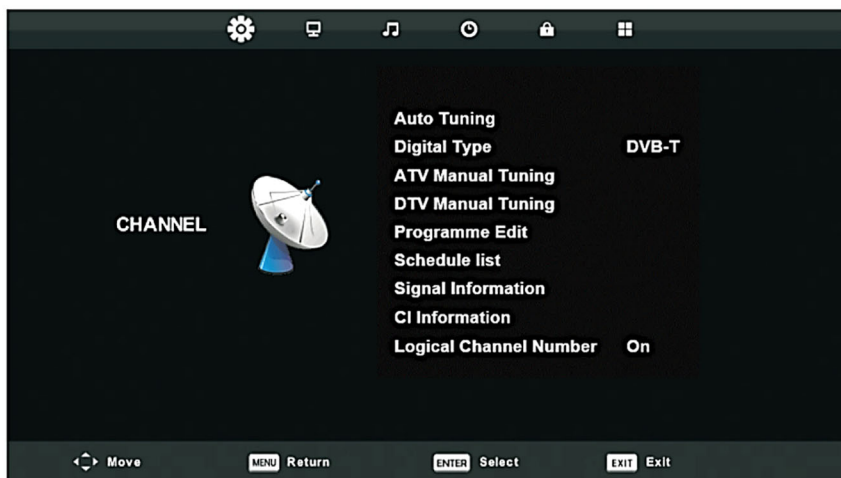 CHANNEL
Auto Tuning
Digital Type DVB-T
ATV Manual Tuning
DTV Manual Tuning
Programme Edit
Schedule list
Signal Information
CI Information
Logical Channel Number On
Move MENU Return ENTER Select EXIT Exit